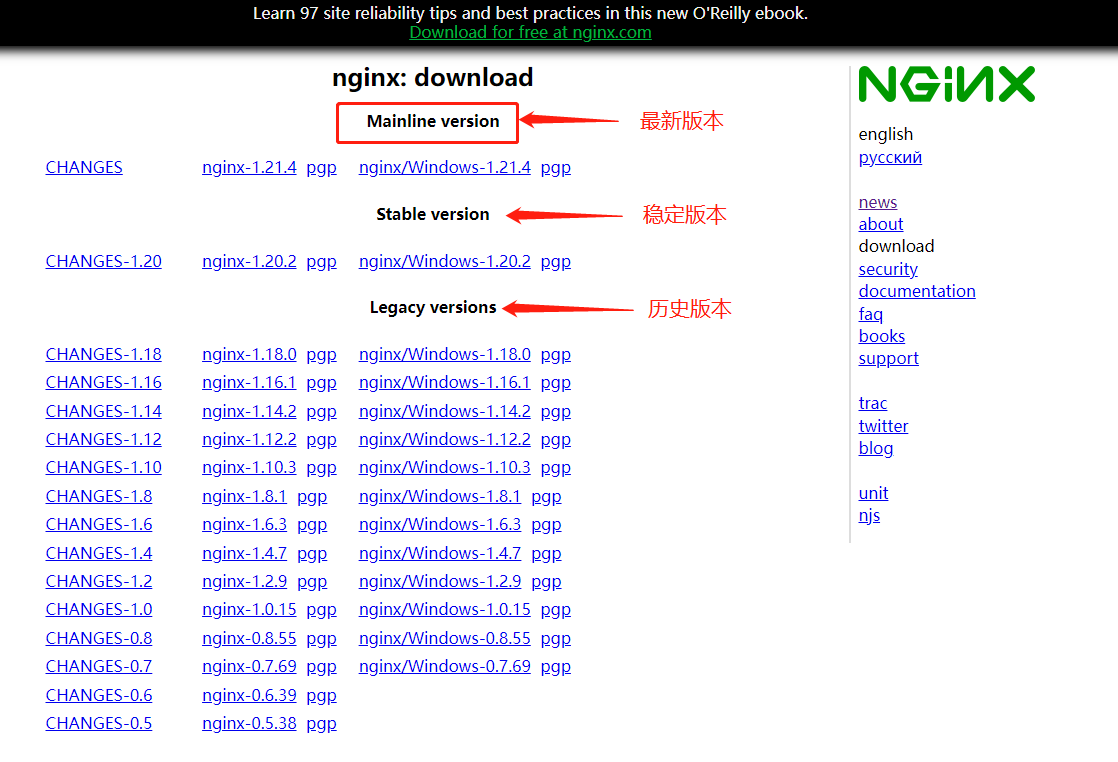 Learn 97 site reliability tips and best practices in this new O'Reilly ebook.
Download for free at nginx.com
nginx: download
Mainline version 最新版本
CHANGES nginx-1.21.4 pgp nginx/Windows-1.21.4 pgp
Stable version 稳定版本
CHANGES-1.20 nginx-1.20.2 pgp nginx/Windows-1.20.2 pgp
Legacy versions 历史版本
CHANGES-1.18 nginx-1.18.0 pgp nginx/Windows-1.18.0 pgp
CHANGES-1.16 nginx-1.16.1 pgp nginx/Windows-1.16.1 pgp
CHANGES-1.14 nginx-1.14.2 pgp nginx/Windows-1.14.2 pgp
CHANGES-1.12 nginx-1.12.2 pgp nginx/Windows-1.12.2 pgp
CHANGES-1.10 nginx-1.10.3 pgp nginx/Windows-1.10.3 pgp
CHANGES-1.8 nginx-1.8.1 pgp nginx/Windows-1.8.1 pgp
CHANGES-1.6 nginx-1.6.3 pgp nginx/Windows-1.6.3 pgp
CHANGES-1.4 nginx-1.4.7 pgp nginx/Windows-1.4.7 pgp
CHANGES-1.2 nginx-1.2.9 pgp nginx/Windows-1.2.9 pgp
CHANGES-1.0 nginx-1.0.15 pgp nginx/Windows-1.0.15 pgp
CHANGES-0.8 nginx-0.8.55 pgp nginx/Windows-0.8.55 pgp
CHANGES-0.7 nginx-0.7.69 pgp nginx/Windows-0.7.69 pgp
CHANGES-0.6 nginx-0.6.39 pgp
CHANGES-0.5 nginx-0.5.38 pgp
NGINX
english
русский
news
about
download
security
documentation
faq
books
support
trac
twitter
blog
unit
njs